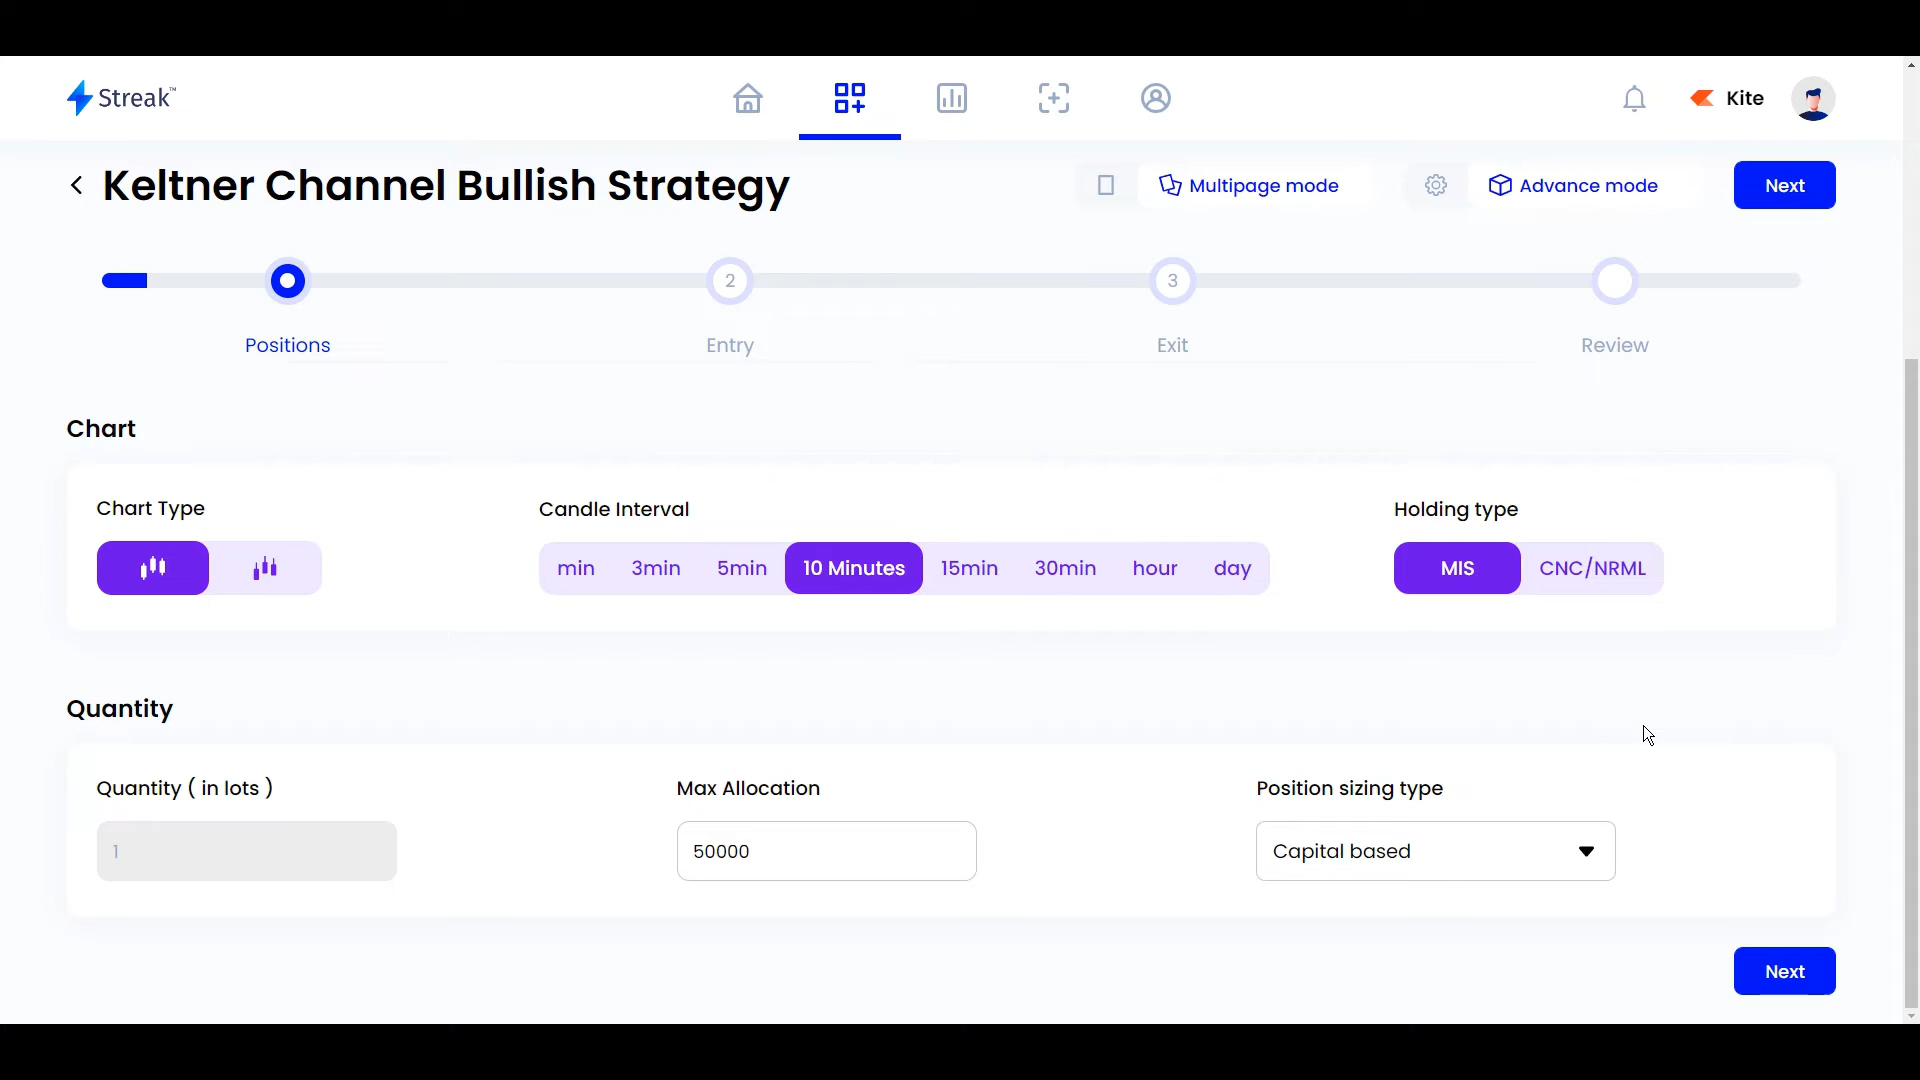 Streak™
Kite
Keltner Channel Bullish Strategy
Multipage mode
Advance mode
Next
2
3
Positions
Entry
Exit
Review
Chart
Chart Type
Candle Interval
Holding type
min 3min 5min 10 Minutes 15min 30min hour day
MIS CNC/NRML
Quantity
Quantity ( in lots )
Max Allocation
Position sizing type
1
50000
Capital based
Next